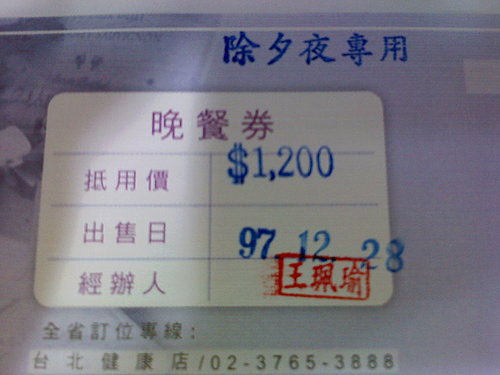 除夕夜專用
晚餐券
抵用價 $1,200
出售日 97.12.28
經辦人 王珮瑜
全省訂位專線:
台北健康店/02-3765-3888